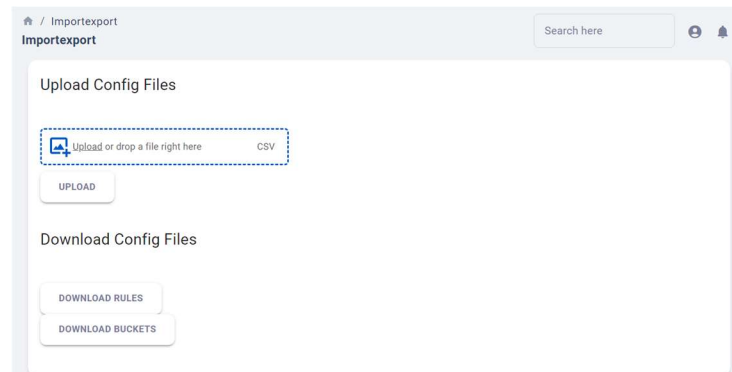 / Importexport
Importexport
Search here
Upload Config Files
Upload or drop a file right here CSV
UPLOAD
Download Config Files
DOWNLOAD RULES
DOWNLOAD BUCKETS